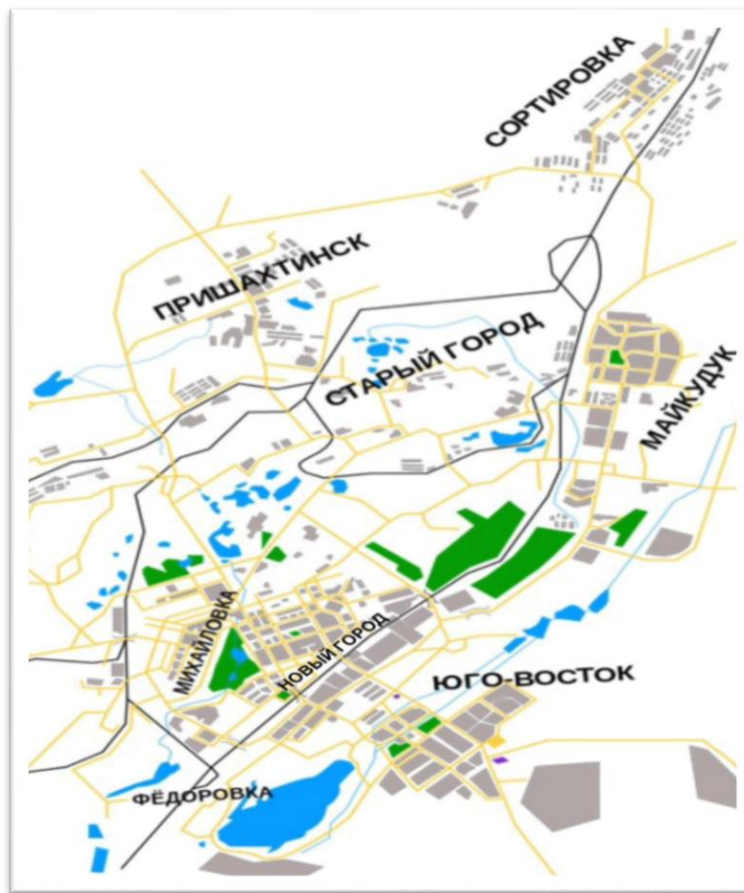 СОРТИРОВКА
ПРИШАХТИНСК
СТАРЫЙ ГОРОД
МАЙКУДУК
МИХАЙЛОВКА
НОВЫЙ ГОРОД
ЮГО-ВОСТОК
ФЁДОРОВКА